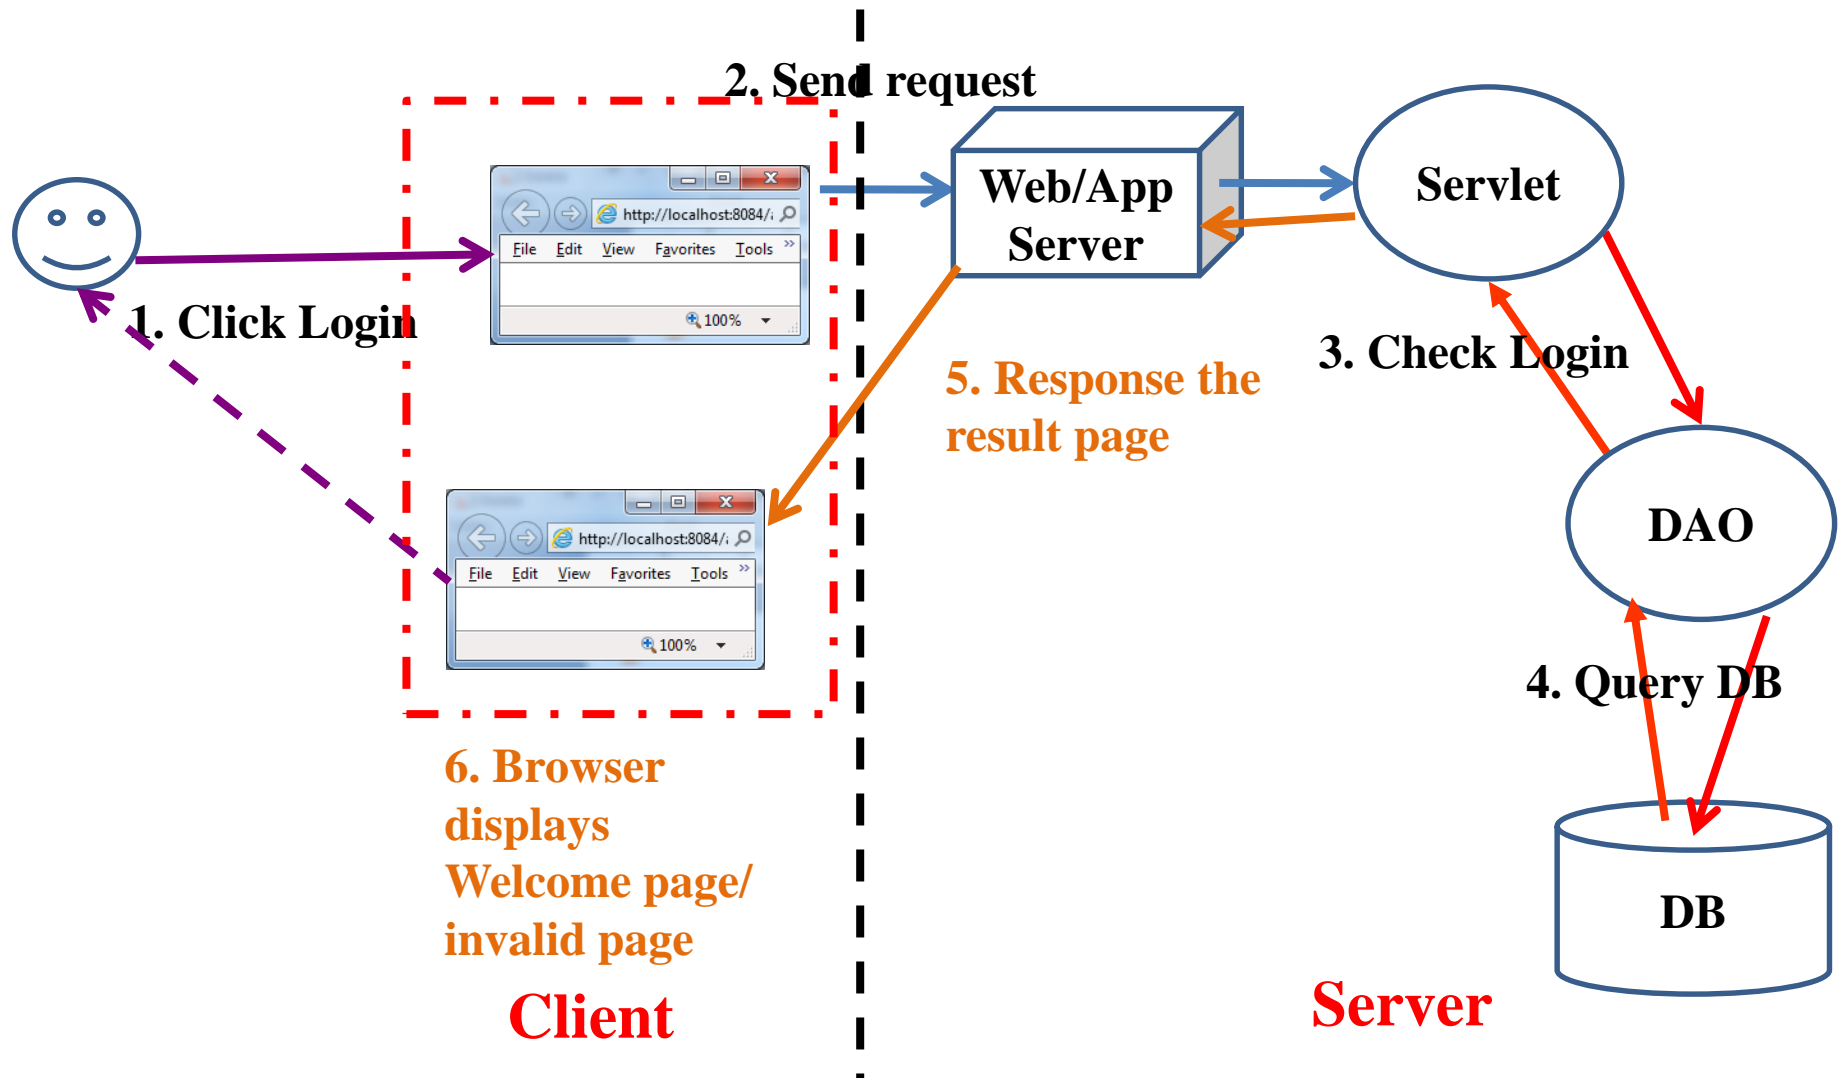 2. Send request
Web/App
Server
Servlet
http://localhost:8084/
File Edit View Favorites Tools »
100%
1. Click Login
3. Check Login
5. Response the
result page
DAO
http://localhost:8084/
File Edit View Favorites Tools »
100%
4. Query DB
6. Browser
displays
Welcome page/
invalid page
DB
Client
Server